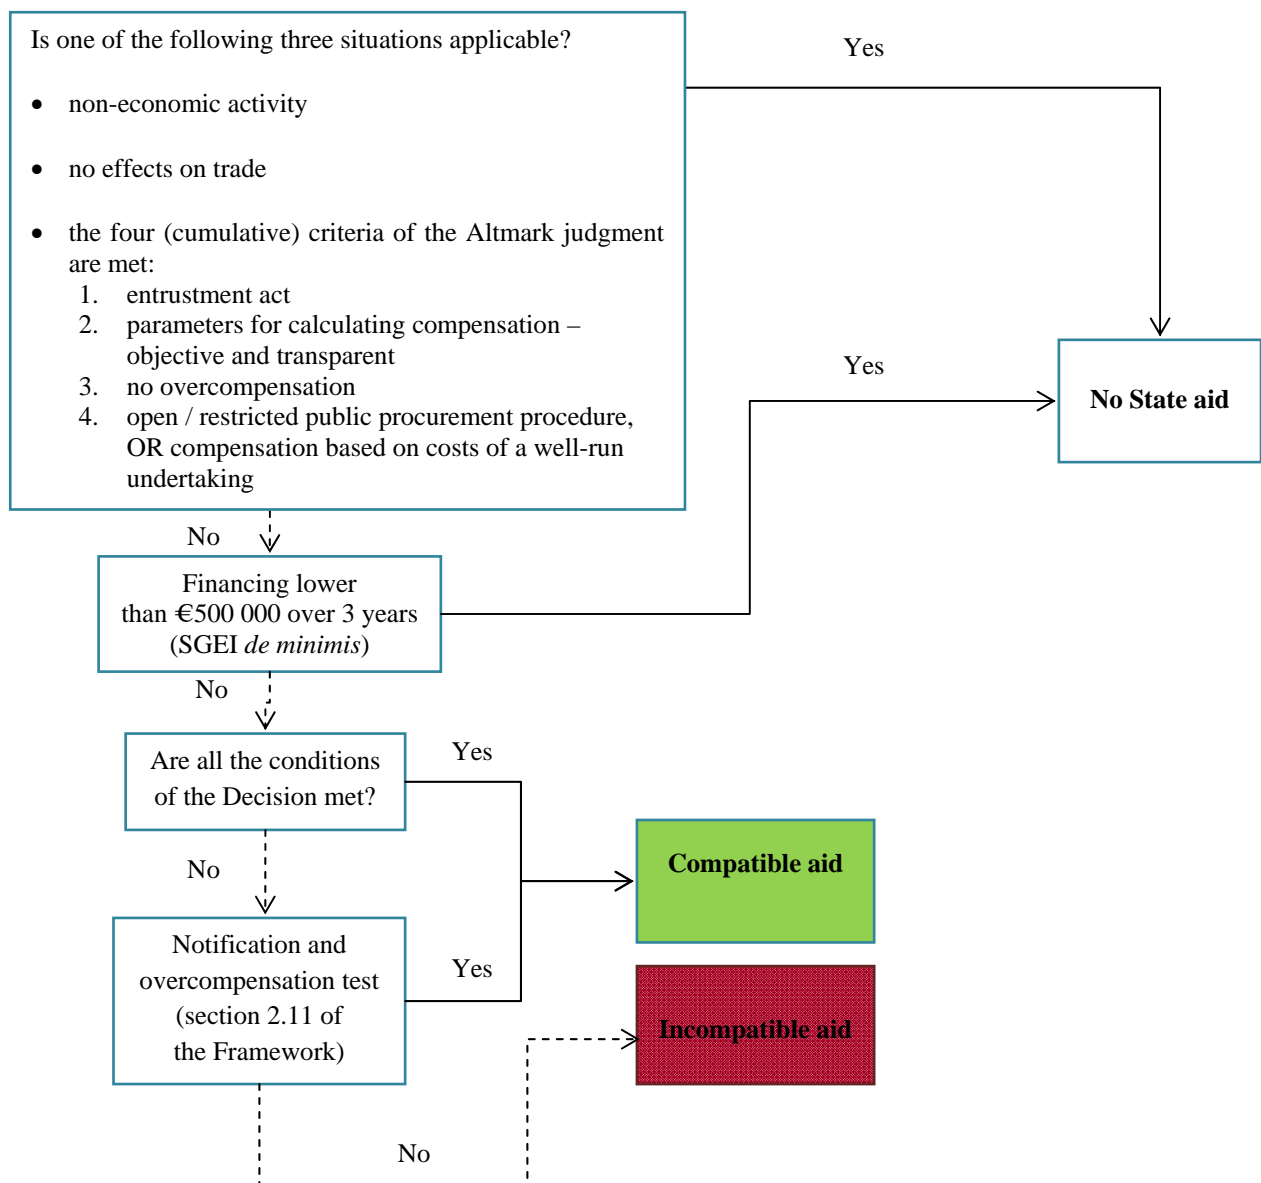 Is one of the following three situations applicable?
Yes
• non-economic activity
• no effects on trade
• the four (cumulative) criteria of the Altmark judgment
are met:
1. entrustment act
2. parameters for calculating compensation –
objective and transparent
3. no overcompensation
4. open / restricted public procurement procedure,
OR compensation based on costs of a well-run
undertaking
Yes
No State aid
No
Financing lower
than €500 000 over 3 years
(SGEI de minimis)
No
Are all the conditions
of the Decision met?
Yes
No
Compatible aid
Notification and
overcompensation test
(section 2.11 of
the Framework)
Yes
Incompatible aid
No